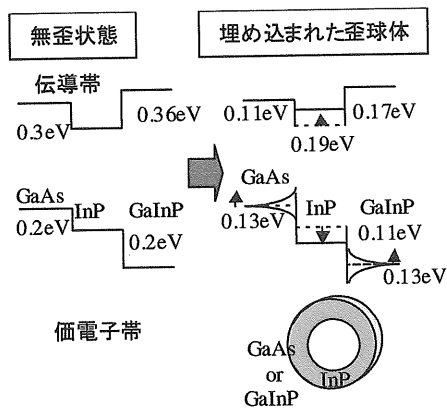 無歪状態
埋め込まれた歪球体
伝導帯
0.3eV
0.36eV
0.11eV
0.17eV
0.19eV
GaAs
InP
GaInP
0.2eV
0.2eV
GaAs
0.13eV
InP
GaInP
0.11eV
0.13eV
価電子帯
GaAs
or
GaInP
InP